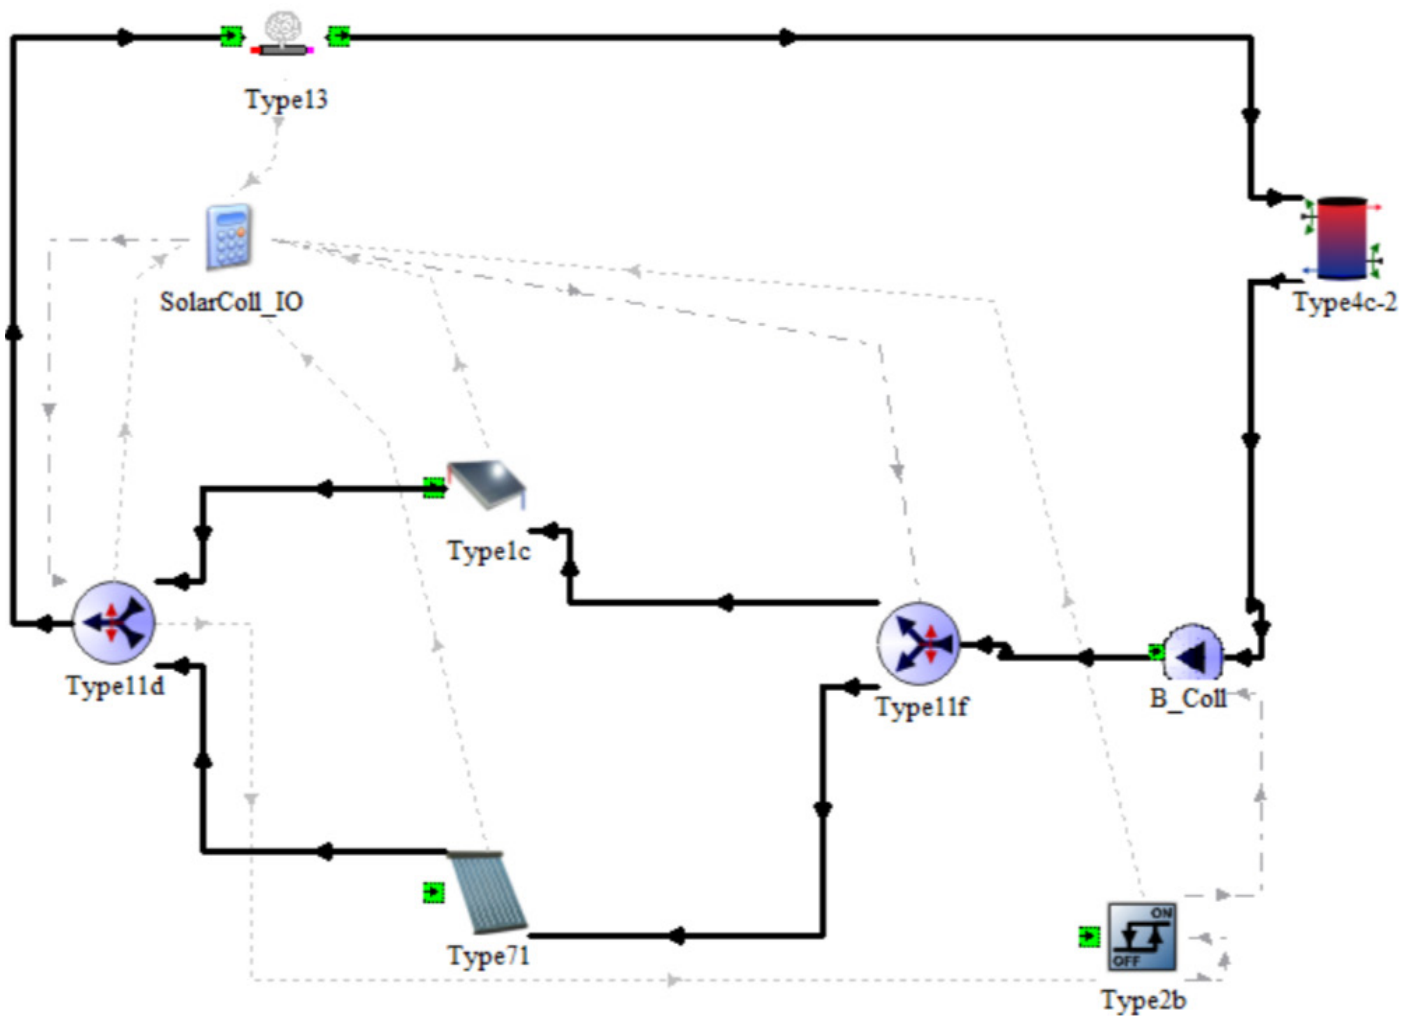 Type13
SolarColl_IO
Type4c-2
Type1c
Type11d
Type11f
B_Coll
Type71
ON
OFF
Type2b